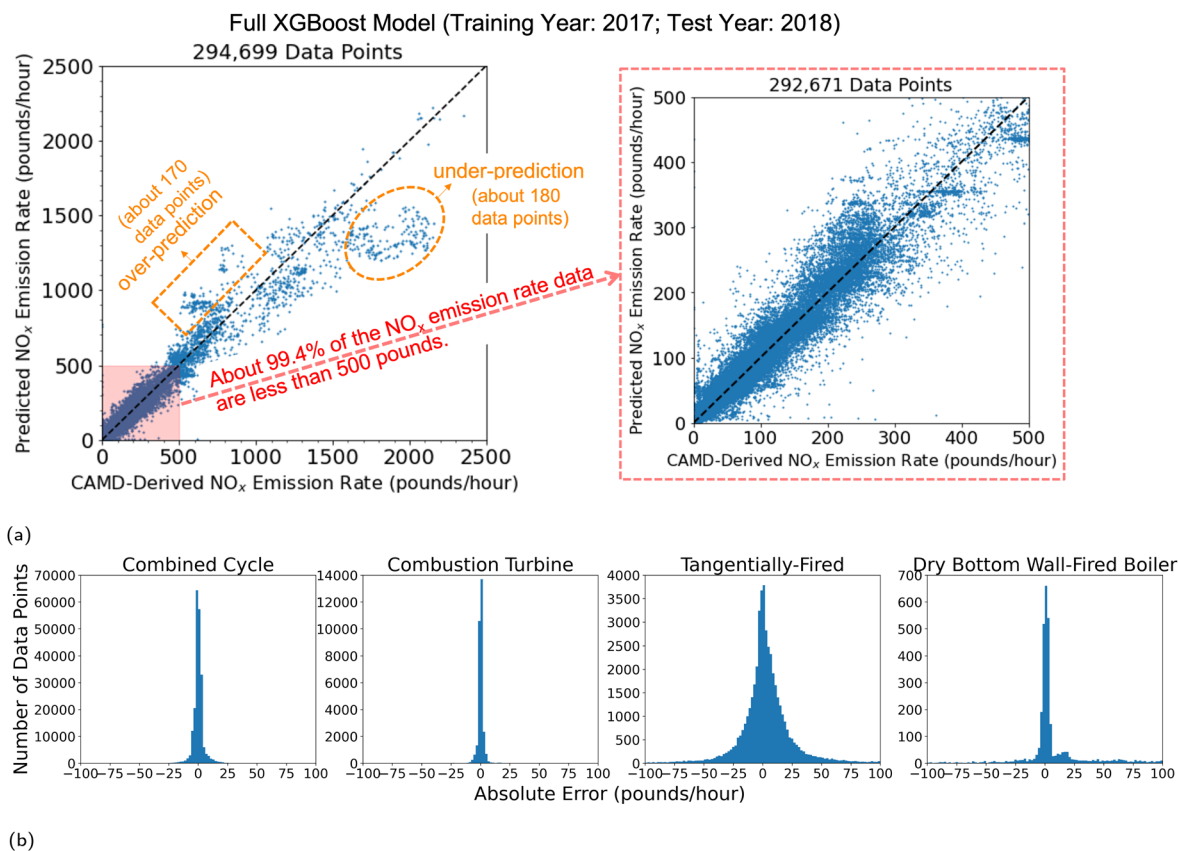 Full XGBoost Model (Training Year: 2017; Test Year: 2018)
294,699 Data Points
Predicted NOx Emission Rate (pounds/hour)
2500
2000
1500
1000
500
0
0 500 1000 1500 2000 2500
CAMD-Derived NOx Emission Rate (pounds/hour)
(about 170
data points)
over-prediction
under-prediction
(about 180
data points)
About 99.4% of the NOx emission rate data
are less than 500 pounds.
292,671 Data Points
Predicted NOx Emission Rate (pounds/hour)
500
400
300
200
100
0
0 100 200 300 400 500
CAMD-Derived NOx Emission Rate (pounds/hour)
(a)
Number of Data Points
Combined Cycle
70000
60000
50000
40000
30000
20000
10000
0
−100 −75 −50 −25 0 25 50 75 100
Combustion Turbine
14000
12000
10000
8000
6000
4000
2000
0
−100 −75 −50 −25 0 25 50 75 100
Tangentially-Fired
4000
3500
3000
2500
2000
1500
1000
500
0
−100 −75 −50 −25 0 25 50 75 100
Dry Bottom Wall-Fired Boiler
700
600
500
400
300
200
100
0
−100 −75 −50 −25 0 25 50 75 100
Absolute Error (pounds/hour)
(b)